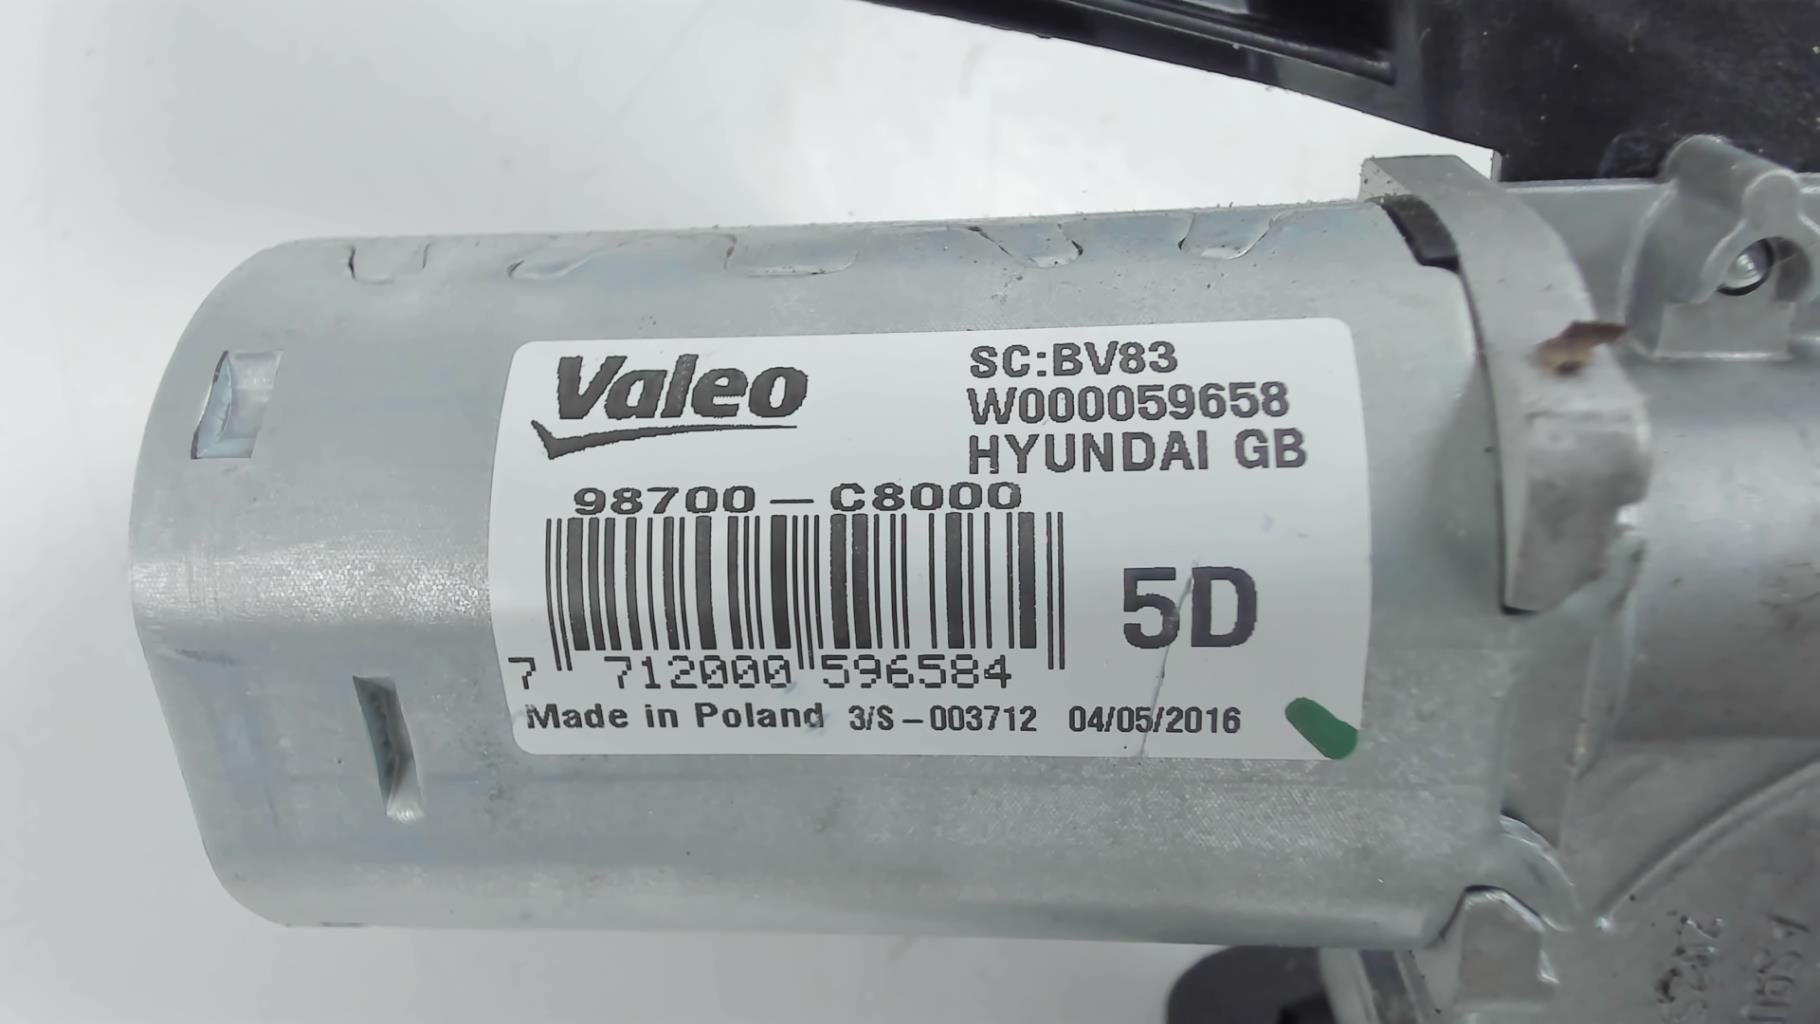 Valeo
SC:BV83
W000059658
HYUNDAI GB
98700-C8000
5D
7 712000 596584
Made in Poland 3/S-003712 04/05/2016